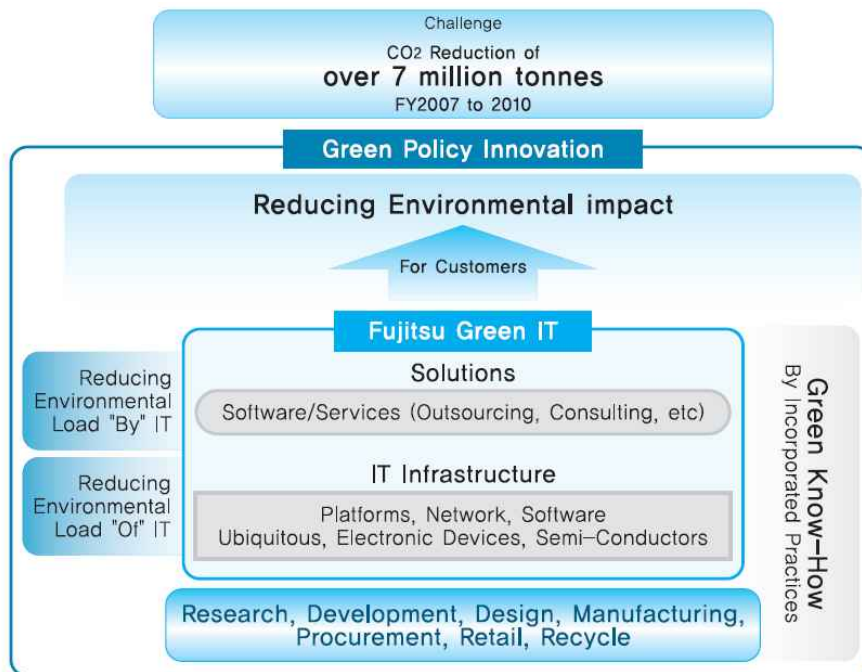 Challenge
CO2 Reduction of
over 7 million tonnes
FY2007 to 2010
Green Policy Innovation
Reducing Environmental impact
For Customers
Fujitsu Green IT
Reducing
Environmental
Load "By" IT
Solutions
Software/Services (Outsourcing, Consulting, etc)
Reducing
Environmental
Load "Of" IT
IT Infrastructure
Platforms, Network, Software
Ubiquitous, Electronic Devices, Semi-Conductors
Green Know-How
By Incorporated Practices
Research, Development, Design, Manufacturing,
Procurement, Retail, Recycle